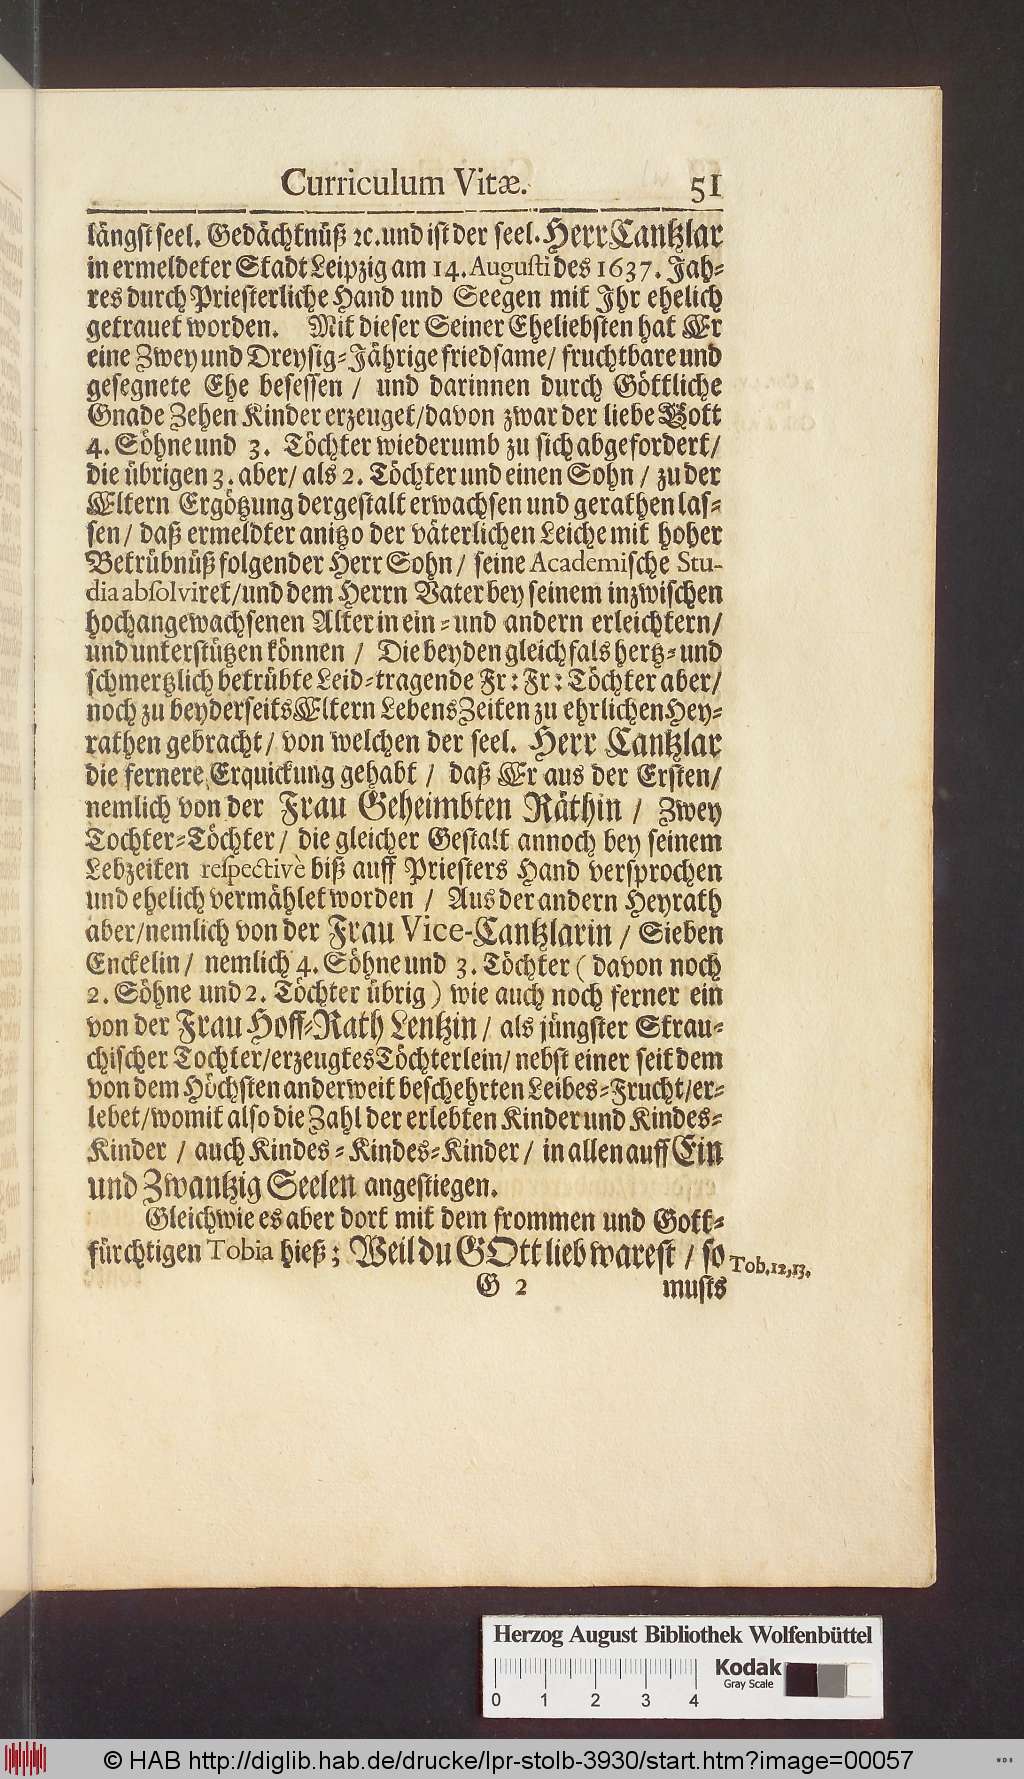 Curriculum Vitæ. 51
längst seel. Gedächtnüß ꝛc. und ist der seel. Herr Cantzlar
in ermeldeter Stadt Leipzig am 14. Augusti des 1637. Jah-
res durch Priesterliche Hand und Seegen mit Ihr ehelich
getrauet worden. Mit dieser Seiner Eheliebsten hat Er
eine Zwey und Dreysig-Jährige friedsame/ fruchtbare und
gesegnete Ehe besessen / und darinnen durch Göttliche
Gnade Zehen Kinder erzeuget/davon zwar der liebe Gott
4. Söhne und 3. Töchter wiederumb zu sich abgefordert/
die übrigen 3. aber/ als 2. Töchter und einen Sohn / zu der
Eltern Ergötzung dergestalt erwachsen und gerathen las-
sen/ daß ermeldter anitzo der väterlichen Leiche mit hoher
Betrübnüß folgender Herr Sohn/ seine Academische Stu-
dia absolviret/und dem Herrn Vater bey seinem inzwischen
hochangewachsenen Alter in ein - und andern erleichtern/
und unterstützen können / Die beyden gleichfals hertz- und
schmertzlich betrübte Leid-tragende Fr: Fr: Töchter aber/
noch zu beyderseits Eltern Lebens Zeiten zu ehrlichen Hey-
rathen gebracht/ von welchen der seel. Herr Cantzlar
die fernere Erquickung gehabt / daß Er aus der Ersten/
nemlich von der Frau Geheimbten Räthin / Zwey
Tochter-Töchter/ die gleicher Gestalt annoch bey seinem
Lebzeiten respectivè biß auff Priesters Hand versprochen
und ehelich vermählet worden / Aus der andern Heyrath
aber/nemlich von der Frau Vice-Cantzlarin / Sieben
Enckelin/ nemlich 4. Söhne und 3. Töchter ( davon noch
2. Söhne und 2. Töchter übrig) wie auch noch ferner ein
von der Frau Hoff-Rath Lentzin/ als jüngster Strau-
chischer Tochter/erzeugtes Töchterlein/ nebst einer seit dem
von dem Höchsten anderweit beschehrten Leibes-Frucht/er-
lebet/womit also die Zahl der erlebten Kinder und Kindes-
Kinder / auch Kindes - Kindes-Kinder/ in allen auff Ein
und Zwantzig Seelen angestiegen.
Gleichwie es aber dort mit dem frommen und Gott-
fürchtigen Tobia hieß; Weil du GOtt lieb warest / so Tob.12,13.
G 2 musts
Herzog August Bibliothek Wolfenbüttel
Kodak
Gray Scale
0 1 2 3 4
© HAB http://diglib.hab.de/drucke/lpr-stolb-3930/start.htm?image=00057